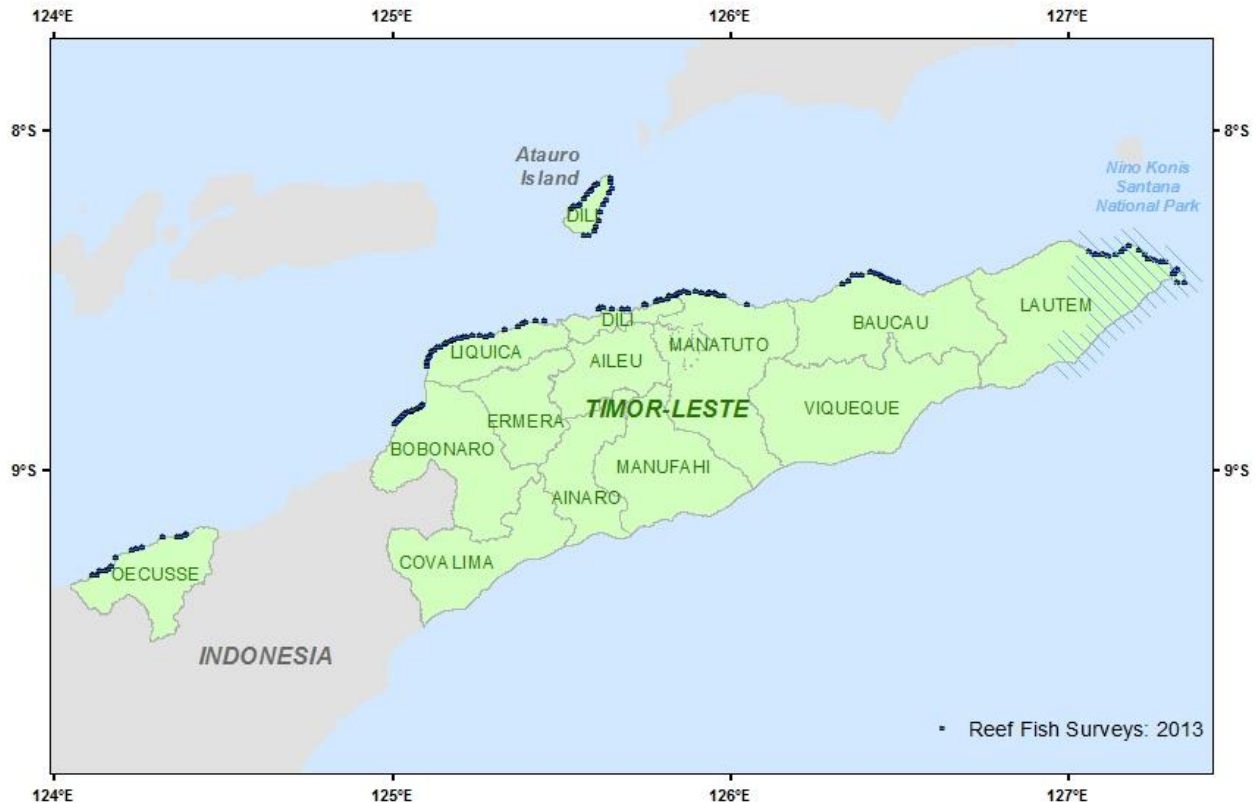 124°E 125°E 126°E 127°E
8°S 8°S
Atauro
Island
Nino Konis
Santana
National Park
DILI
LAUTEM
DILI
BAUCAU
MANATUTO
LIQUICA
AILEU
TIMOR-LESTE
VIQUEQUE
ERMERA
BOBONARO
9°S 9°S
MANUFAHI
AINARO
COVA LIMA
OECUSSE
INDONESIA
Reef Fish Surveys: 2013
124°E 125°E 126°E 127°E